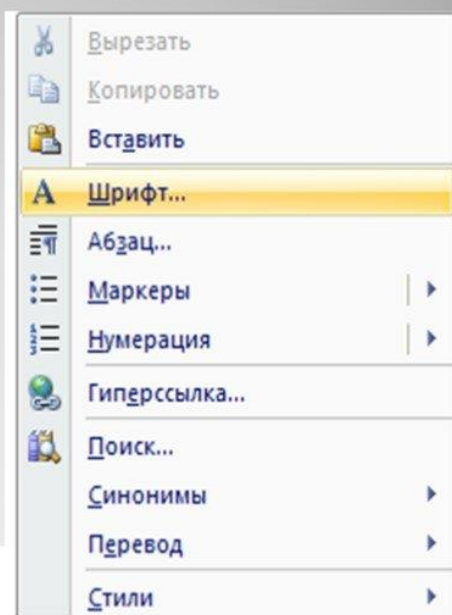 Вырезать
Копировать
Вставить
Шрифт...
Абзац...
Маркеры
Нумерация
Гиперссылка...
Поиск...
Синонимы
Перевод
Стили